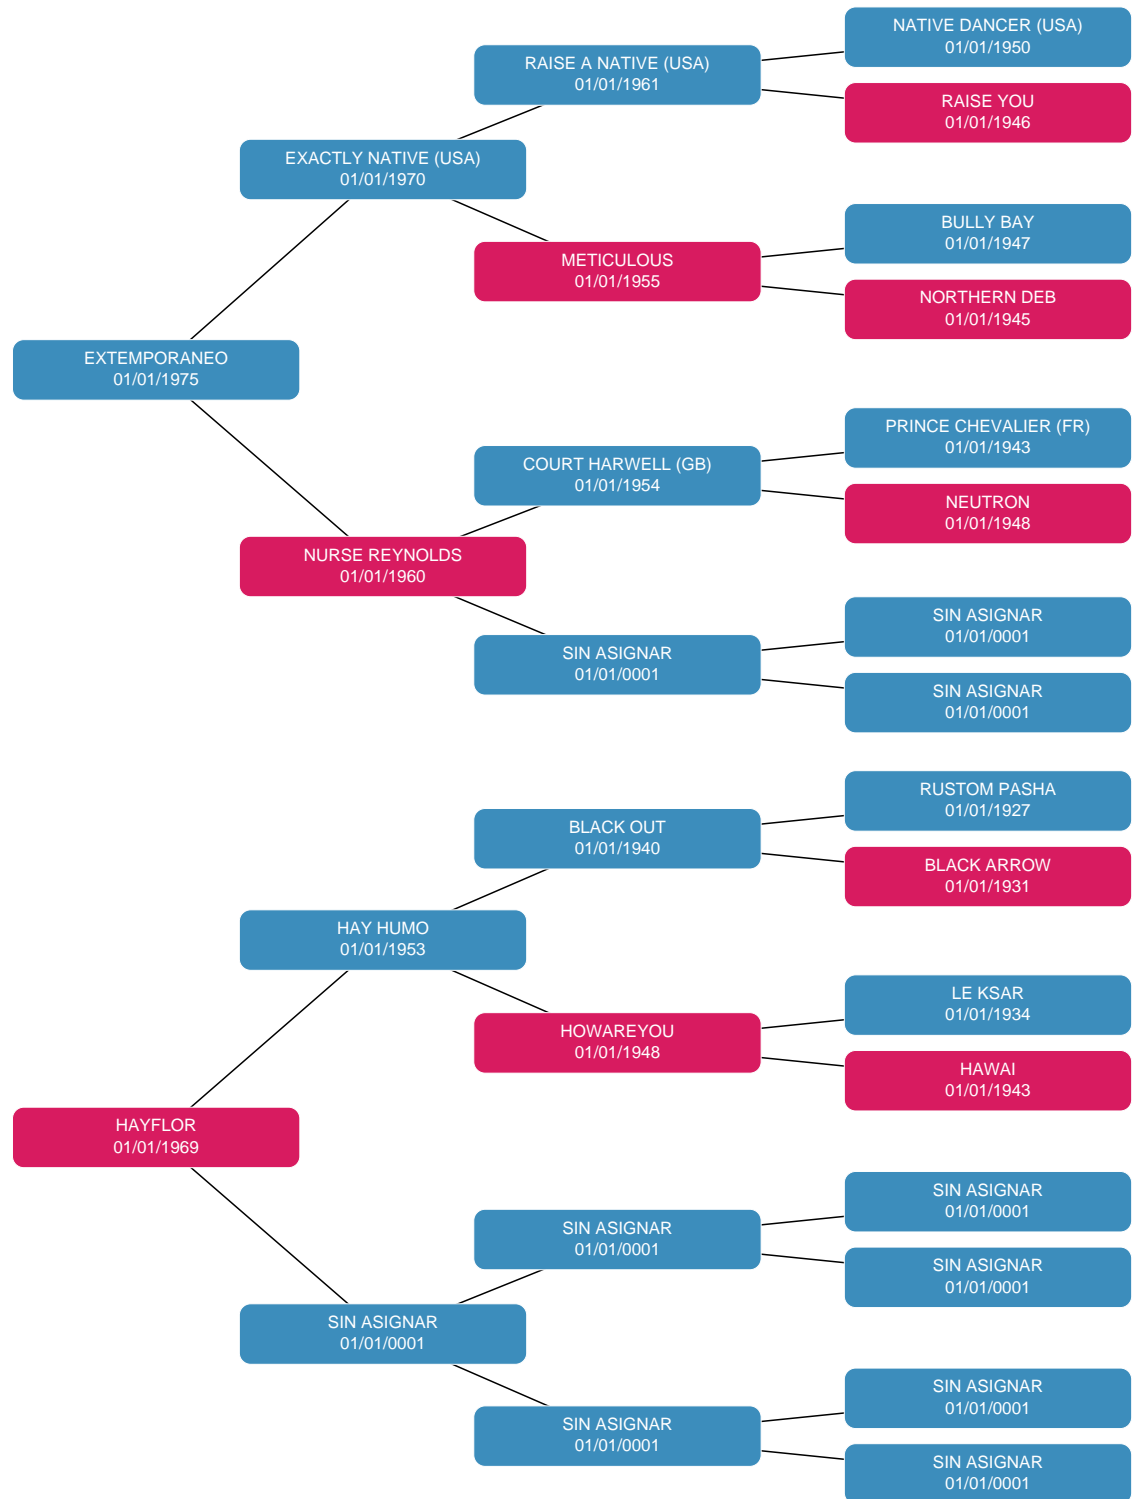 NATIVE DANCER (USA)
01/01/1950
RAISE A NATIVE (USA)
01/01/1961
RAISE YOU
01/01/1946
EXACTLY NATIVE (USA)
01/01/1970
BULLY BAY
01/01/1947
METICULOUS
01/01/1955
NORTHERN DEB
01/01/1945
EXTEMPORANEO
01/01/1975
PRINCE CHEVALIER (FR)
01/01/1943
COURT HARWELL (GB)
01/01/1954
NEUTRON
01/01/1948
NURSE REYNOLDS
01/01/1960
SIN ASIGNAR
01/01/0001
SIN ASIGNAR
01/01/0001
SIN ASIGNAR
01/01/0001
RUSTOM PASHA
01/01/1927
BLACK OUT
01/01/1940
BLACK ARROW
01/01/1931
HAY HUMO
01/01/1953
LE KSAR
01/01/1934
HOWAREYOU
01/01/1948
HAWAI
01/01/1943
HAYFLOR
01/01/1969
SIN ASIGNAR
01/01/0001
SIN ASIGNAR
01/01/0001
SIN ASIGNAR
01/01/0001
SIN ASIGNAR
01/01/0001
SIN ASIGNAR
01/01/0001
SIN ASIGNAR
01/01/0001
SIN ASIGNAR
01/01/0001